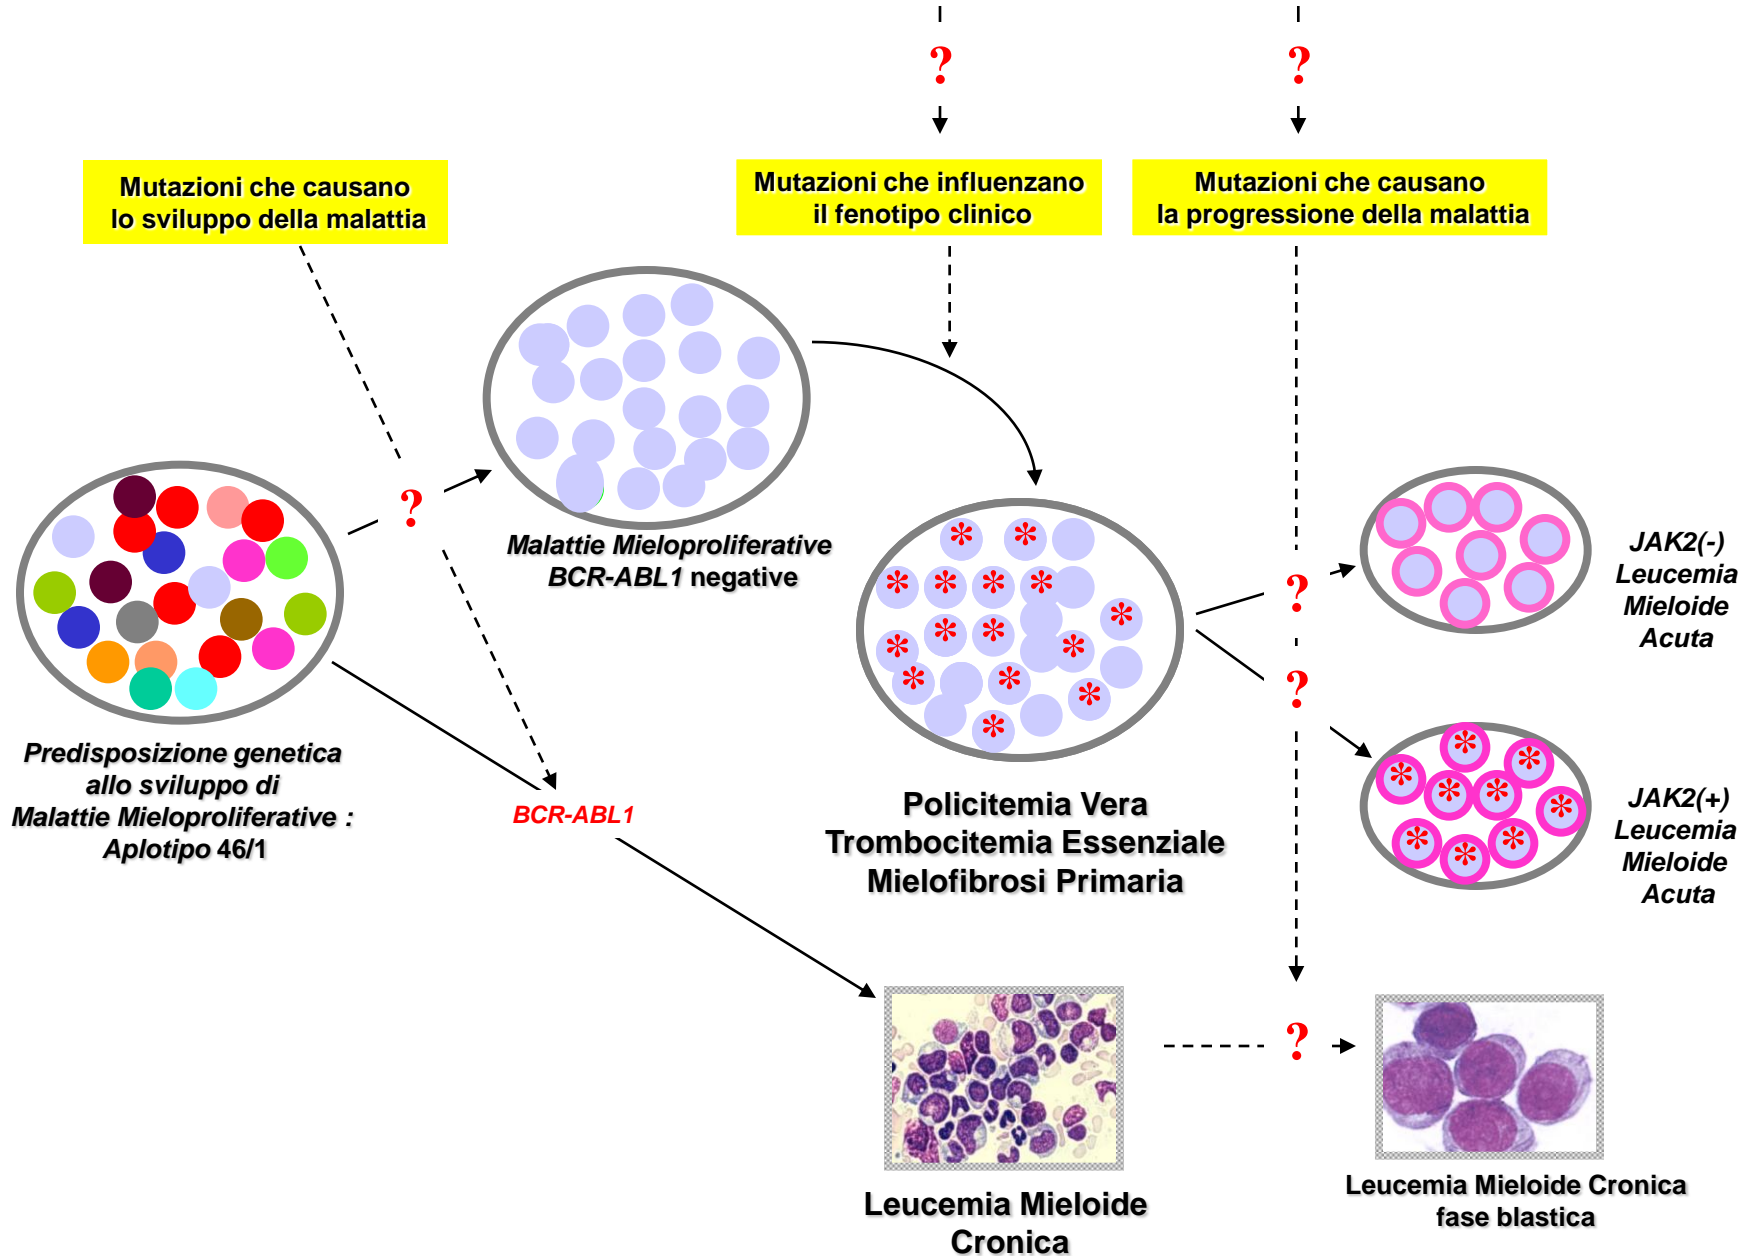 ?
?
Mutazioni che causano
lo sviluppo della malattia
Mutazioni che influenzano
il fenotipo clinico
Mutazioni che causano
la progressione della malattia
?
Malattie Mieloproliferative
BCR-ABL1 negative
Predisposizione genetica
allo sviluppo di
Malattie Mieloproliferative :
Aplotipo 46/1
BCR-ABL1
* *
* * * *
* * *
* *
* * *
*
Policitemia Vera
Trombocitemia Essenziale
Mielofibrosi Primaria
?
?
JAK2(-)
Leucemia
Mieloide
Acuta
* * *
* * *
* * *
JAK2(+)
Leucemia
Mieloide
Acuta
?
Leucemia Mieloide
Cronica
Leucemia Mieloide Cronica
fase blastica